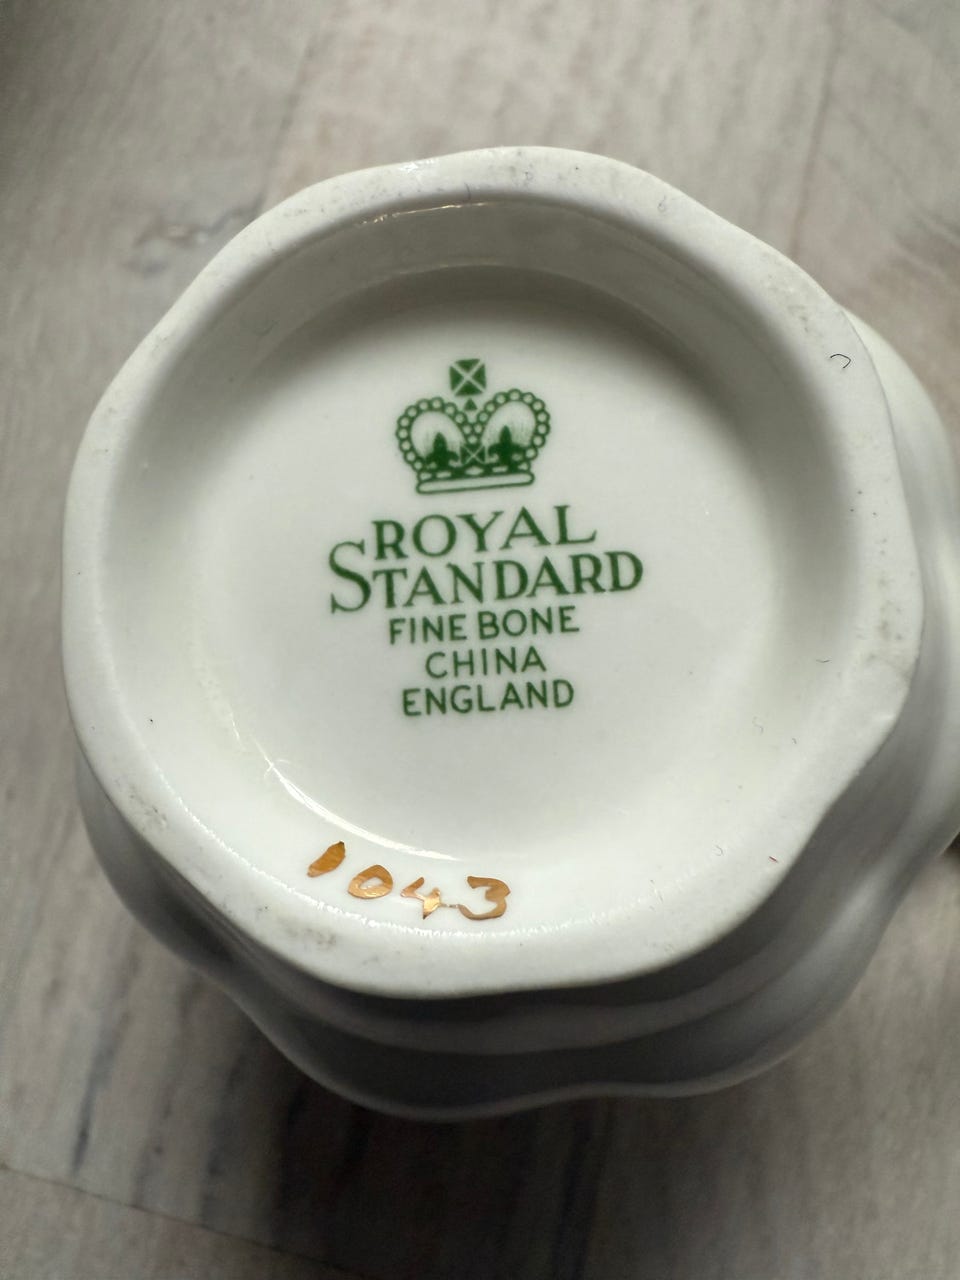 ROYAL
STANDARD
FINE BONE
CHINA
ENGLAND
1043